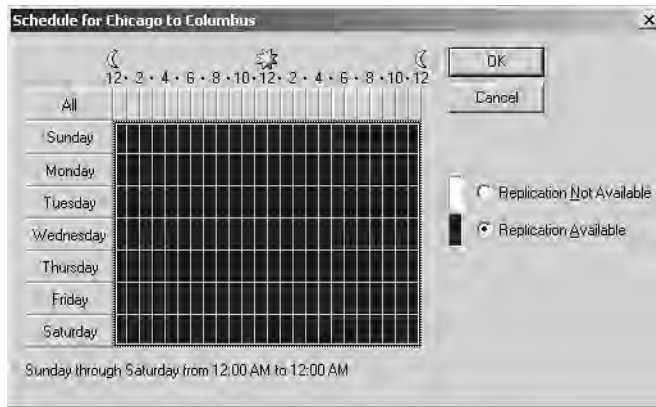 Schedule for Chicago to Columbus
12 · 2 · 4 · 6 · 8 · 10 · 12 · 2 · 4 · 6 · 8 · 10 · 12
OK
Cancel
All
Sunday
Monday
Tuesday
Wednesday
Thursday
Friday
Saturday
Replication Not Available
Replication Available
Sunday through Saturday from 12:00 AM to 12:00 AM